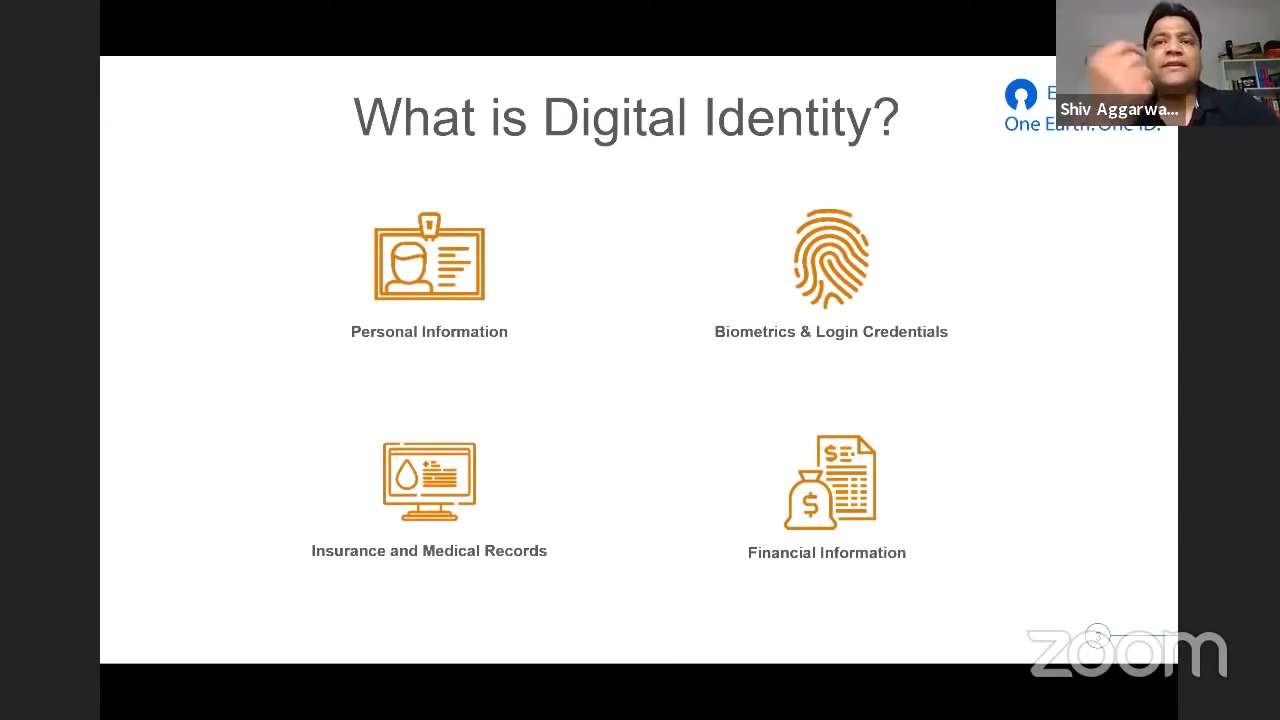 What is Digital Identity?
E
One Earth. One ID.
Shiv Aggarwa...
Personal Information
Biometrics & Login Credentials
Insurance and Medical Records
Financial Information
3
zoom